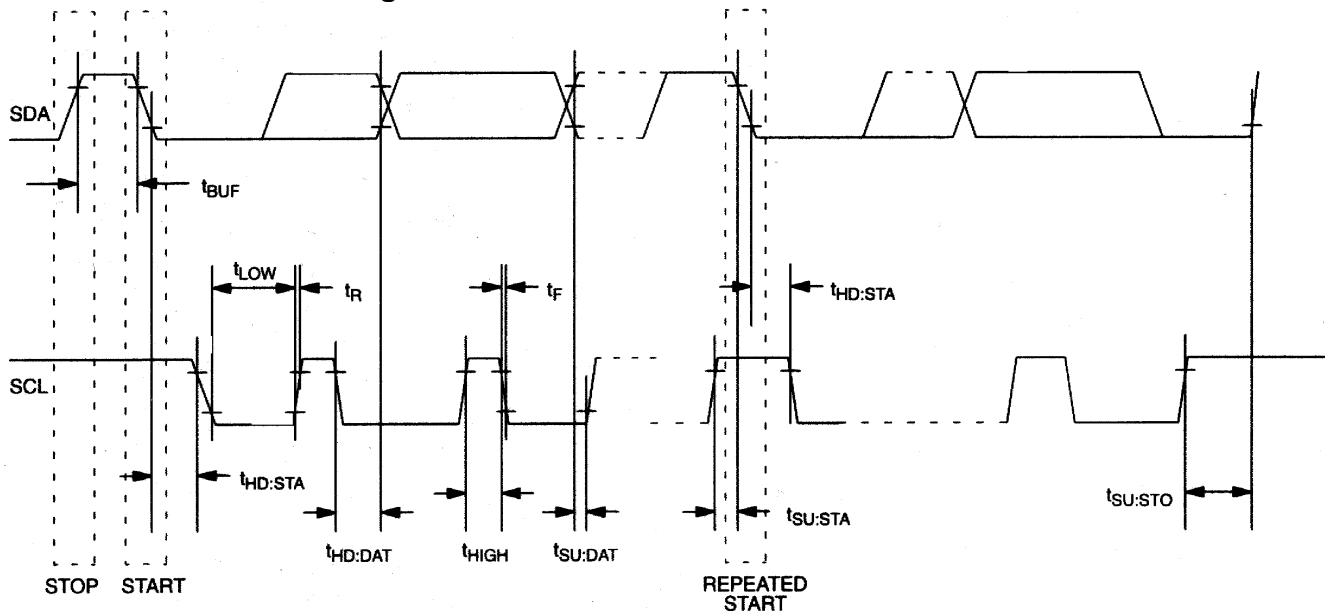 SDA
tBUF
tLOW
tR
tF
tHD:STA
SCL
tHD:STA
tHD:DAT
tHIGH
tSU:DAT
tSU:STA
tSU:STO
STOP
START
REPEATED
START